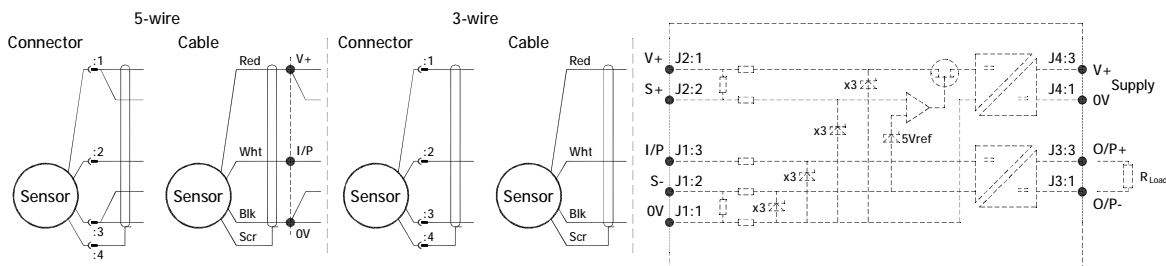 5-wire
3-wire
Connector
Cable
Connector
Cable
:1
:2
:3
:4
Sensor
Red
Wht
Blk
Scr
Sensor
V+
I/P
0V
:1
:2
:3
:4
Sensor
Red
Wht
Blk
Scr
Sensor
V+
J2:1
S+
J2:2
I/P
J1:3
S-
J1:2
0V
J1:1
x3
x3
x3
x3
5Vref
J4:3
V+
Supply
J4:1
0V
J3:3
O/P+
J3:1
O/P-
RLoad